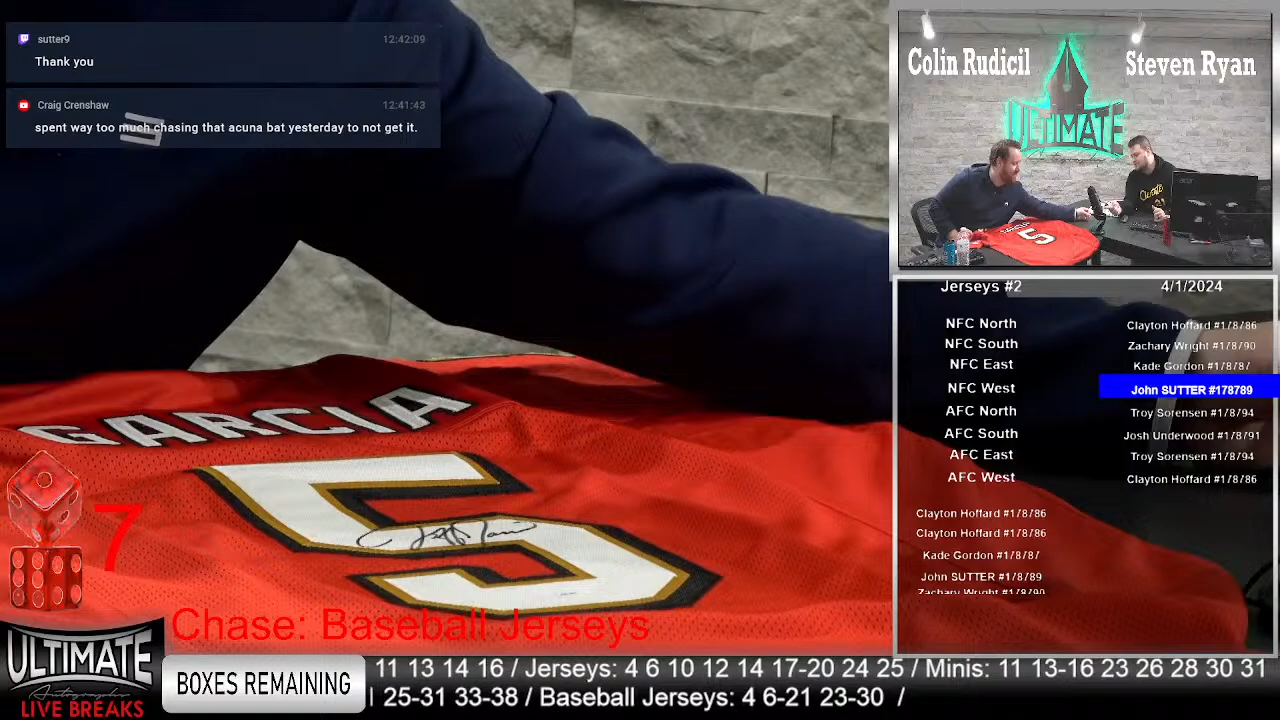 sutter9 12:42:09
Thank you
Craig Crenshaw 12:41:43
spent way too much chasing that acuna bat yesterday to not get it.
Colin Rudicil
Steven Ryan
ULTIMATE
Jerseys #2 4/1/2024
NFC North Clayton Hoffard #1/8/86
NFC South Zachary Wright #1/8/90
NFC East Kade Gordon #1/8/87
NFC West John SUTTER #178789
AFC North Troy Sorensen #1/8/94
AFC South Josh Underwood #1/8/91
AFC East Troy Sorensen #1/8/94
AFC West Clayton Hoffard #1/8/86
Clayton Hoffard #1/8/86
Clayton Hoffard #1/8/86
Kade Gordon #1/8/87
John SUTTER #1/8/89
Zachary Wright #1/8/90
GARCIA
5
7
Chase: Baseball Jerseys
ULTIMATE
Autographs
LIVE BREAKS
BOXES REMAINING
11 13 14 16 / Jerseys: 4 6 10 12 14 17-20 24 25 / Minis: 11 13-16 23 26 28 30 31
25-31 33-38 / Baseball Jerseys: 4 6-21 23-30 /